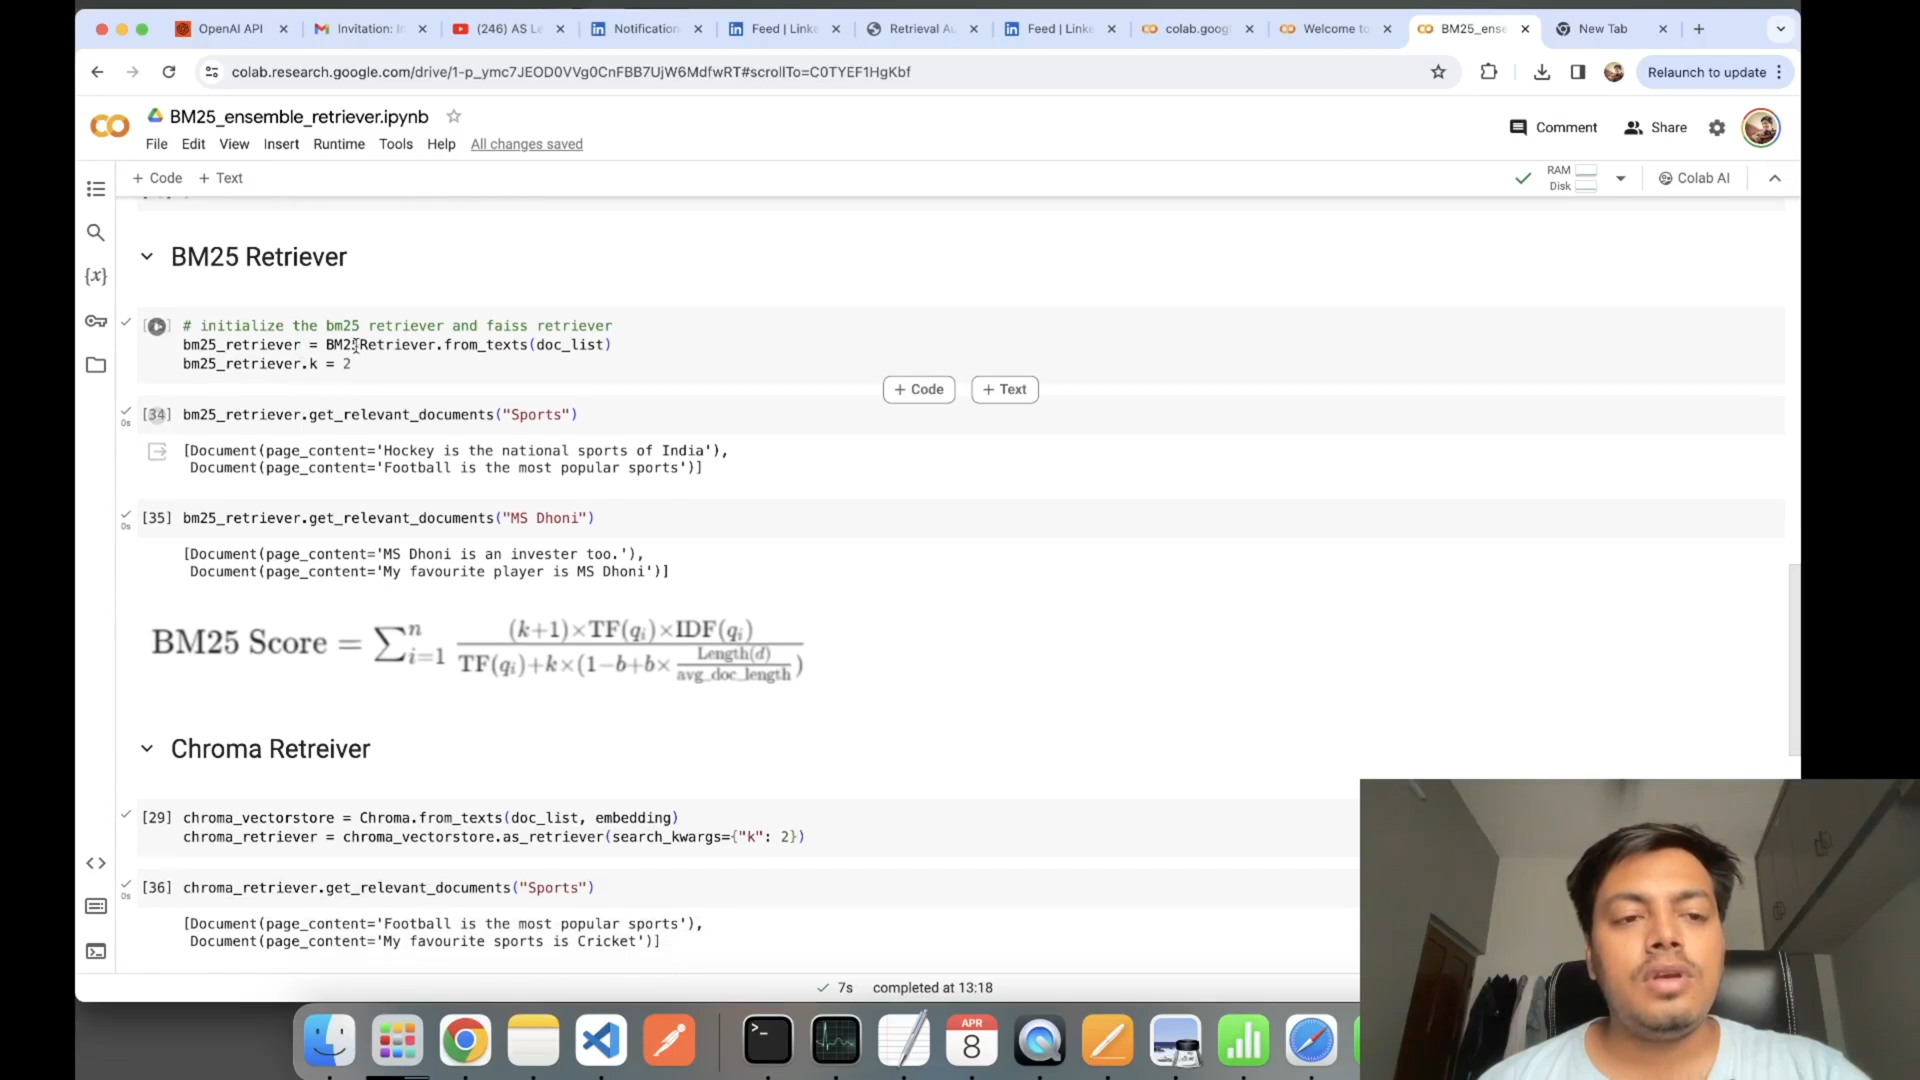 OpenAI API
Invitation: I
(246) AS Le
Notification
Feed | Linke
Retrieval Au
Feed | Linke
colab.goog
Welcome to
BM25_ense
New Tab
colab.research.google.com/drive/1-p_ymc7JEOD0VVg0CnFBB7UjW6MdfwRT#scrollTo=C0TYEF1HgKbf
Relaunch to update
BM25_ensemble_retriever.ipynb
Comment
Share
File Edit View Insert Runtime Tools Help All changes saved
+ Code + Text
RAM
Disk
Colab AI
{x}
BM25 Retriever
# initialize the bm25 retriever and faiss retriever
bm25_retriever = BM25Retriever.from_texts(doc_list)
bm25_retriever.k = 2
+ Code + Text
0s
[34] bm25_retriever.get_relevant_documents("Sports")
[Document(page_content='Hockey is the national sports of India'),
Document(page_content='Football is the most popular sports')]
0s
[35] bm25_retriever.get_relevant_documents("MS Dhoni")
[Document(page_content='MS Dhoni is an invester too.'),
Document(page_content='My favourite player is MS Dhoni')]
BM25 Score = ∑ⁿᵢ₌₁ (k+1)×TF(qᵢ)×IDF(qᵢ)
TF(qᵢ)+k×(1−b+b× Length(d) / avg_doc_length )
Chroma Retreiver
[29] chroma_vectorstore = Chroma.from_texts(doc_list, embedding)
chroma_retriever = chroma_vectorstore.as_retriever(search_kwargs={"k": 2})
0s
[36] chroma_retriever.get_relevant_documents("Sports")
[Document(page_content='Football is the most popular sports'),
Document(page_content='My favourite sports is Cricket')]
7s completed at 13:18
APR
8